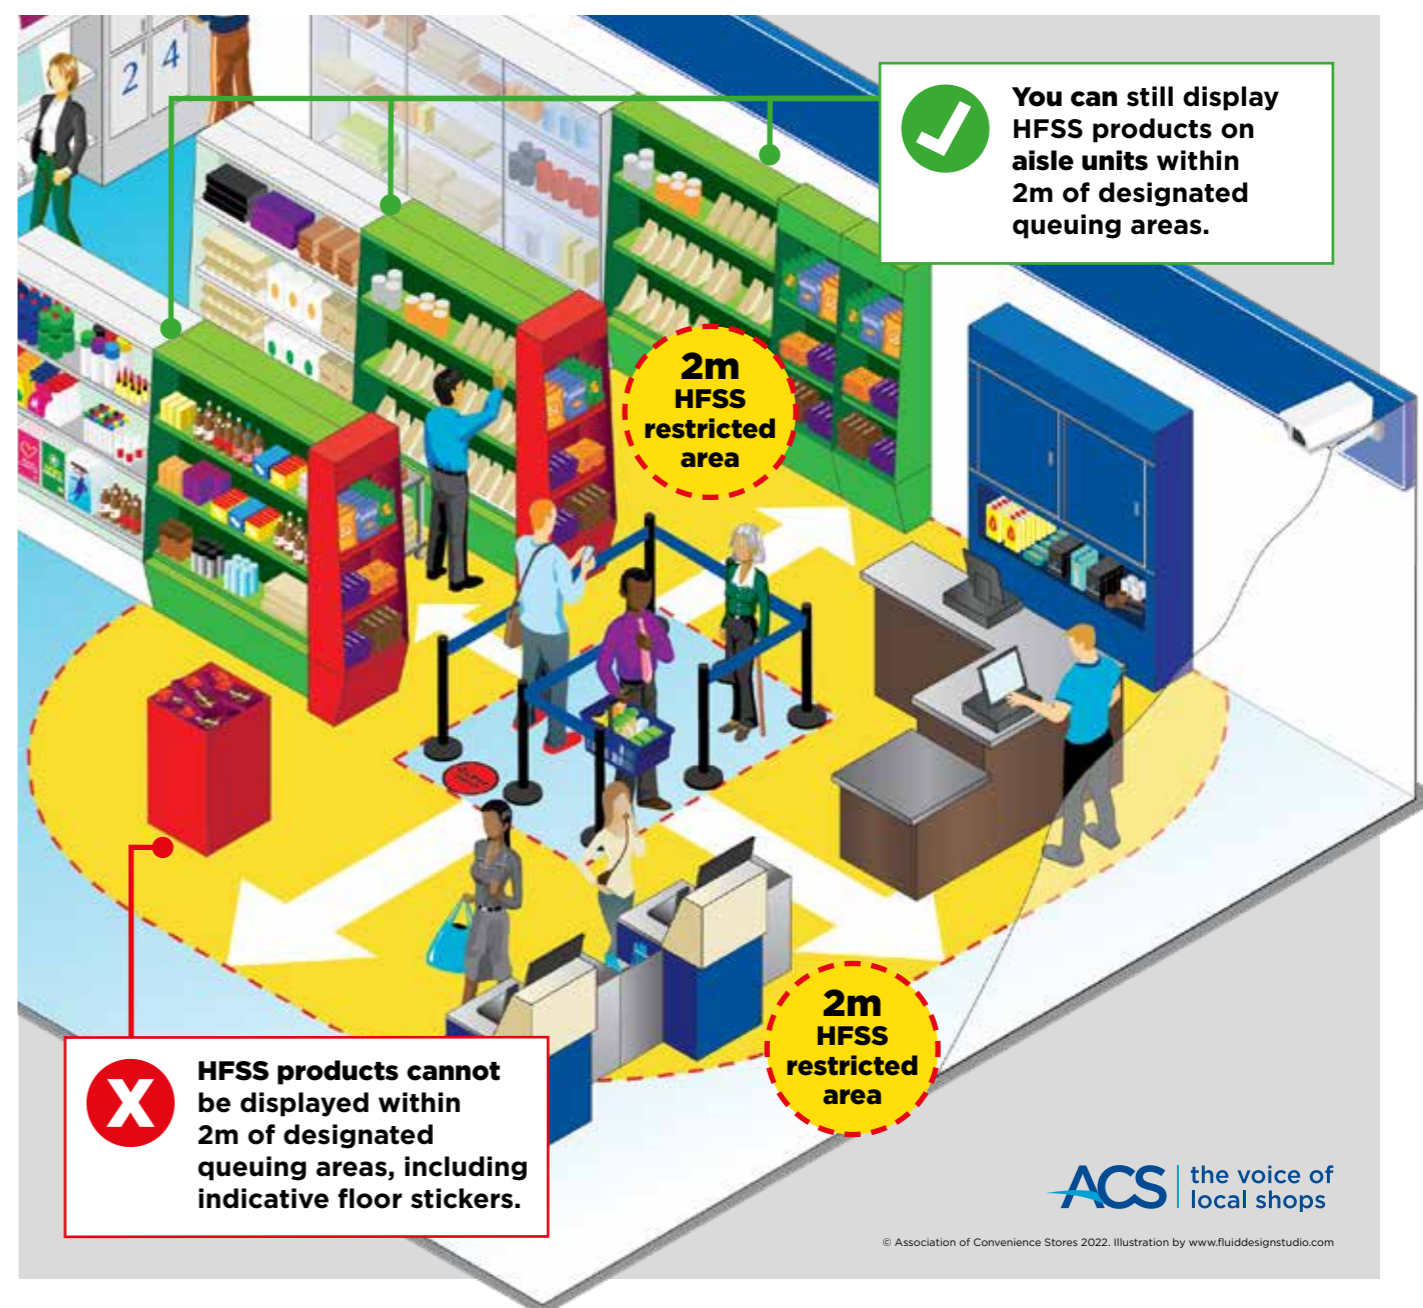 2
4
You can still display
HFSS products on
aisle units within
2m of designated
queuing areas.
2m
HFSS
restricted
area
2m
HFSS
restricted
area
X
HFSS products cannot
be displayed within
2m of designated
queuing areas, including
indicative floor stickers.
ACS
the voice of
local shops
© Association of Convenience Stores 2022. Illustration by www.fluiddesignstudio.com